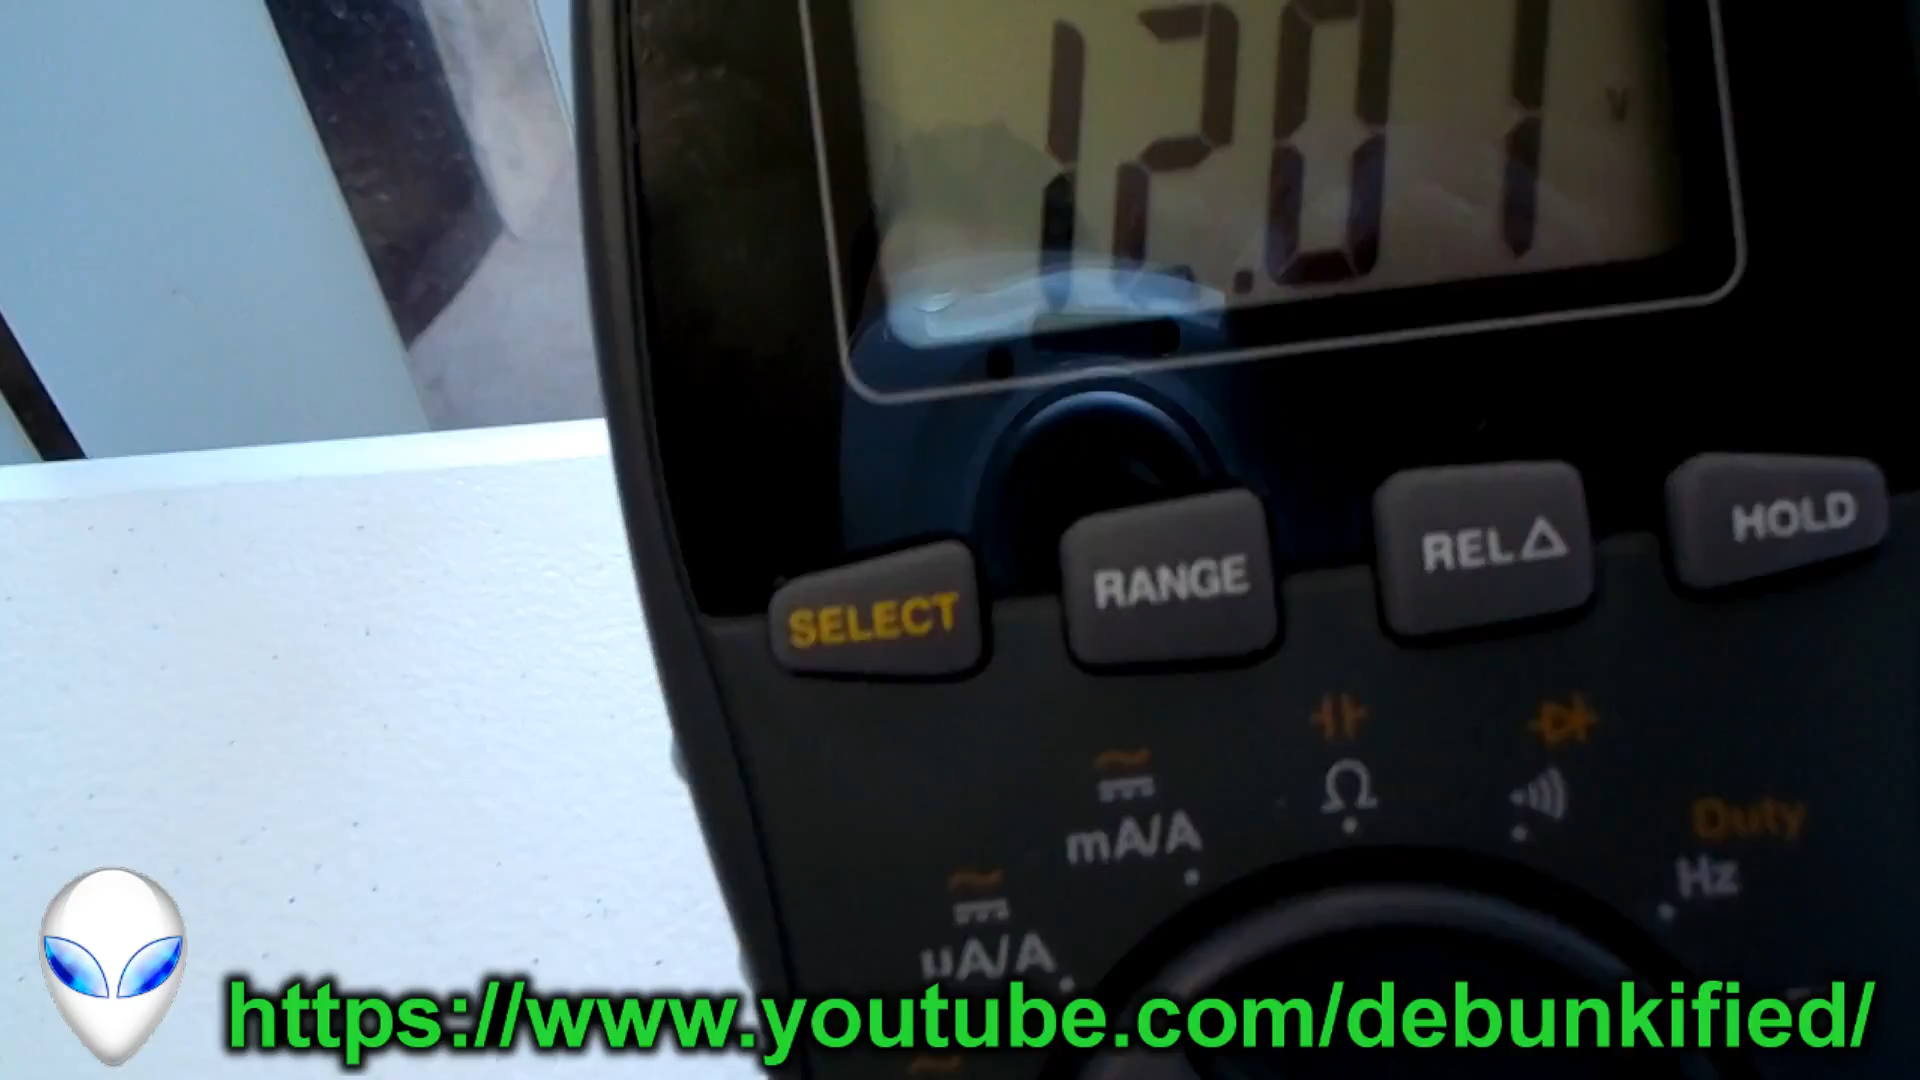 12.01 V
SELECT RANGE REL△ HOLD
mA/A Ω Duty
Hz
μA/A
https://www.youtube.com/debunkified/